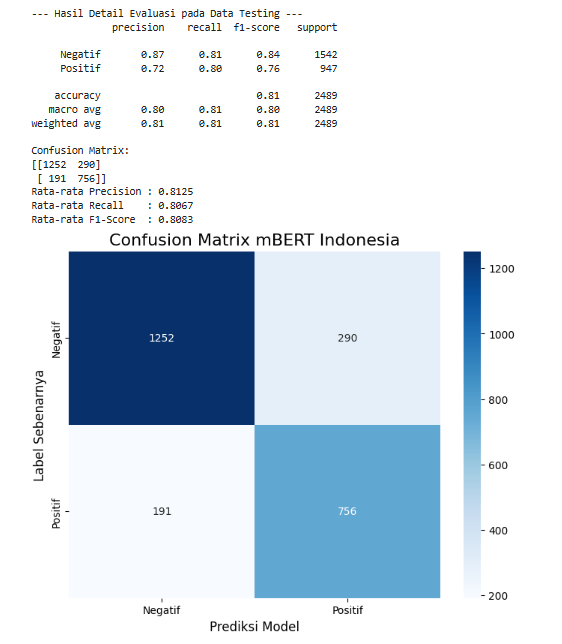 --- Hasil Detail Evaluasi pada Data Testing ---
precision recall f1-score support
Negatif 0.87 0.81 0.84 1542
Positif 0.72 0.80 0.76 947
accuracy 0.81 2489
macro avg 0.80 0.81 0.80 2489
weighted avg 0.81 0.81 0.81 2489
Confusion Matrix:
[[1252 290]
[ 191 756]]
Rata-rata Precision : 0.8125
Rata-rata Recall : 0.8067
Rata-rata F1-Score : 0.8083
Confusion Matrix mBERT Indonesia
Label Sebenarnya
Negatif
1252
290
Positif
191
756
Negatif
Positif
Prediksi Model
1200
1000
800
600
400
200